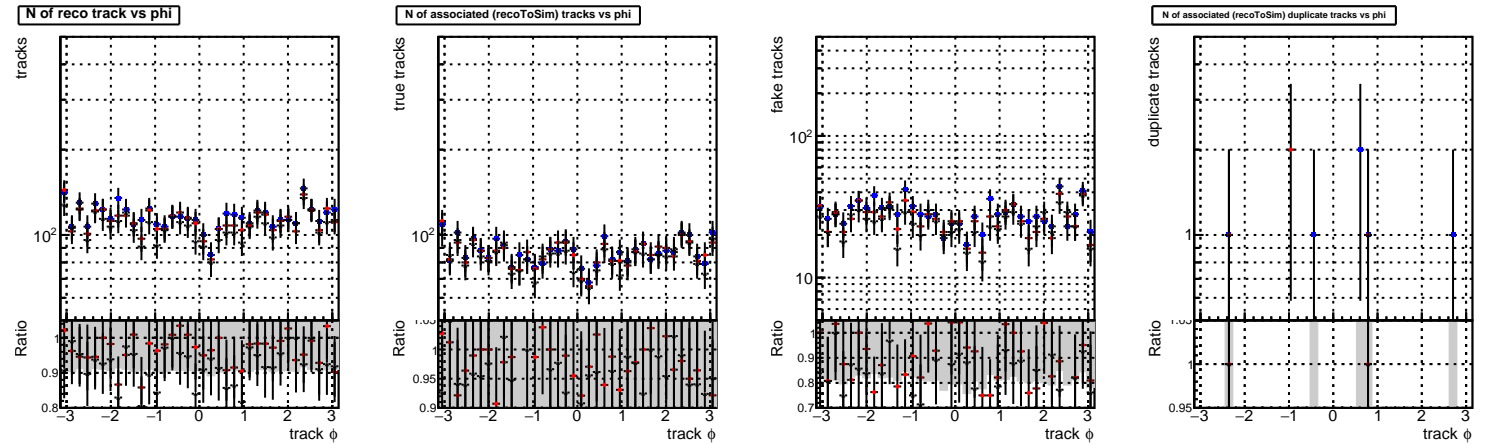 N of reco track vs phi
tracks
10²
Ratio
1
0.9
0.8
−3 −2 −1 0 1 2 3
track ϕ
N of associated (recoToSim) tracks vs phi
true tracks
10²
Ratio
1.05
1
0.95
0.9
−3 −2 −1 0 1 2 3
track ϕ
fake tracks
10²
10
Ratio
1
0.9
0.8
0.7
−3 −2 −1 0 1 2 3
track ϕ
N of associated (recoToSim) duplicate tracks vs phi
duplicate tracks
1
Ratio
1.05
1
0.95
−3 −2 −1 0 1 2 3
track ϕ